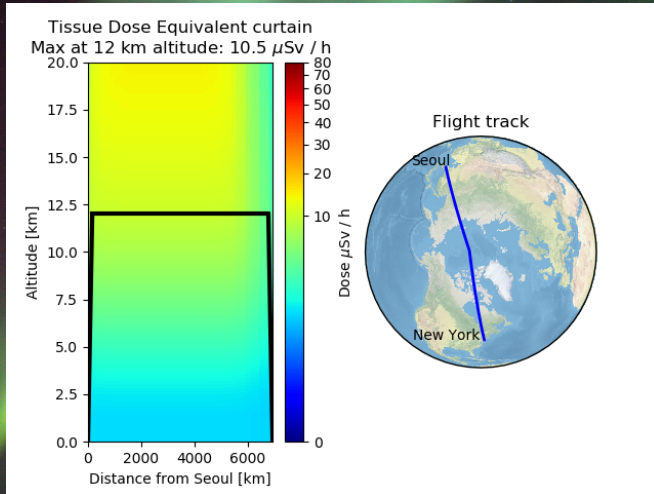 Tissue Dose Equivalent curtain
Max at 12 km altitude: 10.5 μSv / h
20.0
17.5
15.0
12.5
10.0
7.5
5.0
2.5
0.0
Altitude [km]
0 2000 4000 6000
Distance from Seoul [km]
80
70
60
50
40
30
20
10
0
Dose μSv / h
Flight track
Seoul
New York